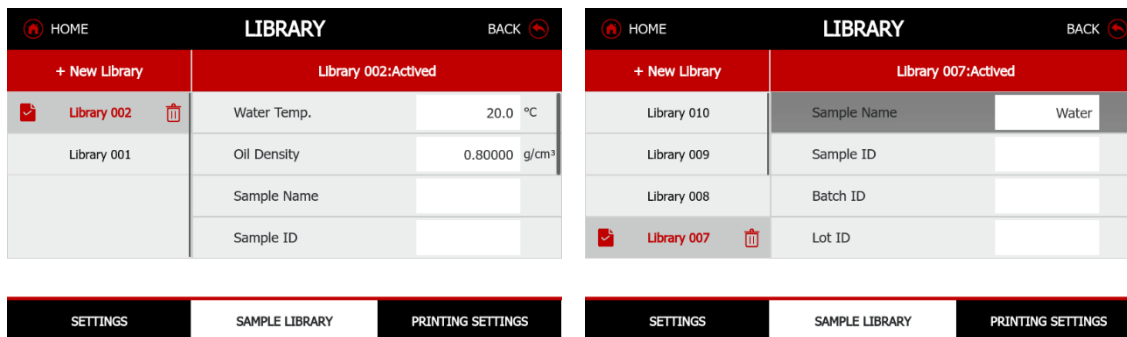 HOME LIBRARY BACK
+ New Library Library 002:Actived
Library 002 Water Temp. 20.0 °C
Library 001 Oil Density 0.80000 g/cm³
Sample Name
Sample ID
SETTINGS SAMPLE LIBRARY PRINTING SETTINGS
HOME LIBRARY BACK
+ New Library Library 007:Actived
Library 010 Sample Name Water
Library 009 Sample ID
Library 008 Batch ID
Library 007 Lot ID
SETTINGS SAMPLE LIBRARY PRINTING SETTINGS